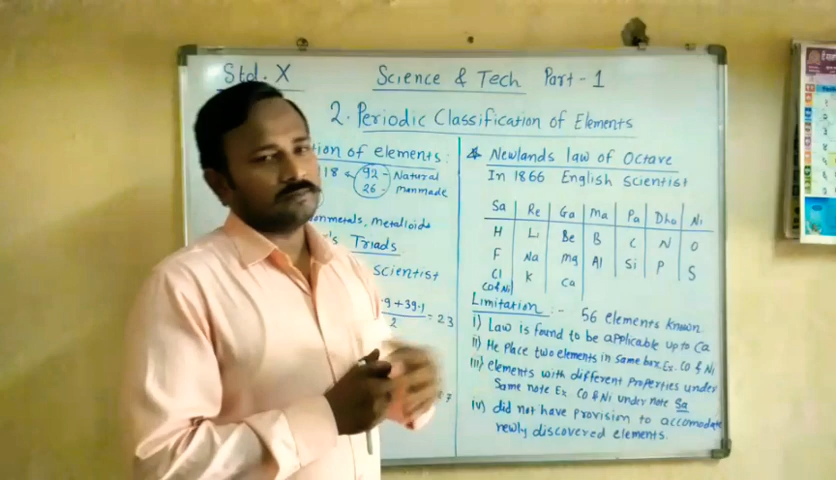 Std. X
Science & Tech Part - 1
2. Periodic Classification of Elements
tion of elements:
18 92 - Natural
26 - manmade
onmetals, metalloids
's Triads
scientist
.9 + 39.1
2
= 23
Newlands law of Octave
In 1866 English scientist
Sa Re Ga Ma Pa Dha Ni
H Li Be B C N O
F Na Mg Al Si P S
Cl K Ca
Co&Ni
Limitation :- 56 elements known
i) Law is found to be applicable up to Ca
ii) He place two elements in same box Ex. Co & Ni
iii) elements with different properties under
Same note Ex. Co & Ni under note Sa
iv) did not have provision to accomodate
newly discovered elements.